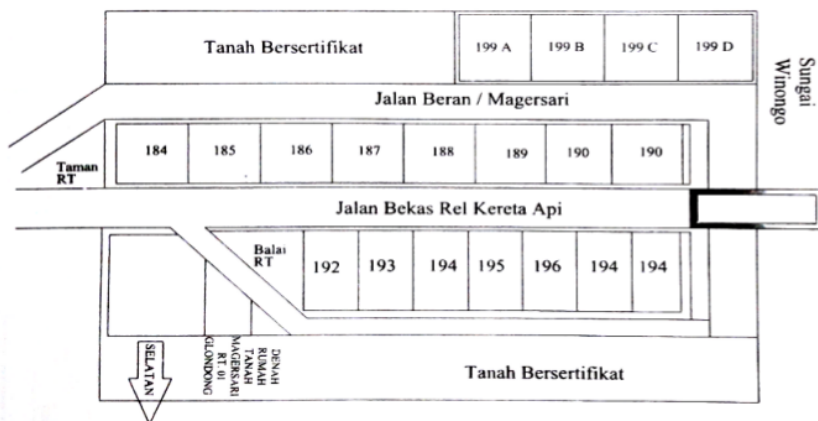 Tanah Bersertifikat
199 A
199 B
199 C
199 D
Sungai
Winongo
Jalan Beran / Magersari
Taman
RT
184
185
186
187
188
189
190
190
Jalan Bekas Rel Kereta Api
Balai
RT
192
193
194
195
196
194
194
SELATAN
DENAH
RUMAH
TANAH
MAGERSARI
RT. 01
GLONDONG
Tanah Bersertifikat